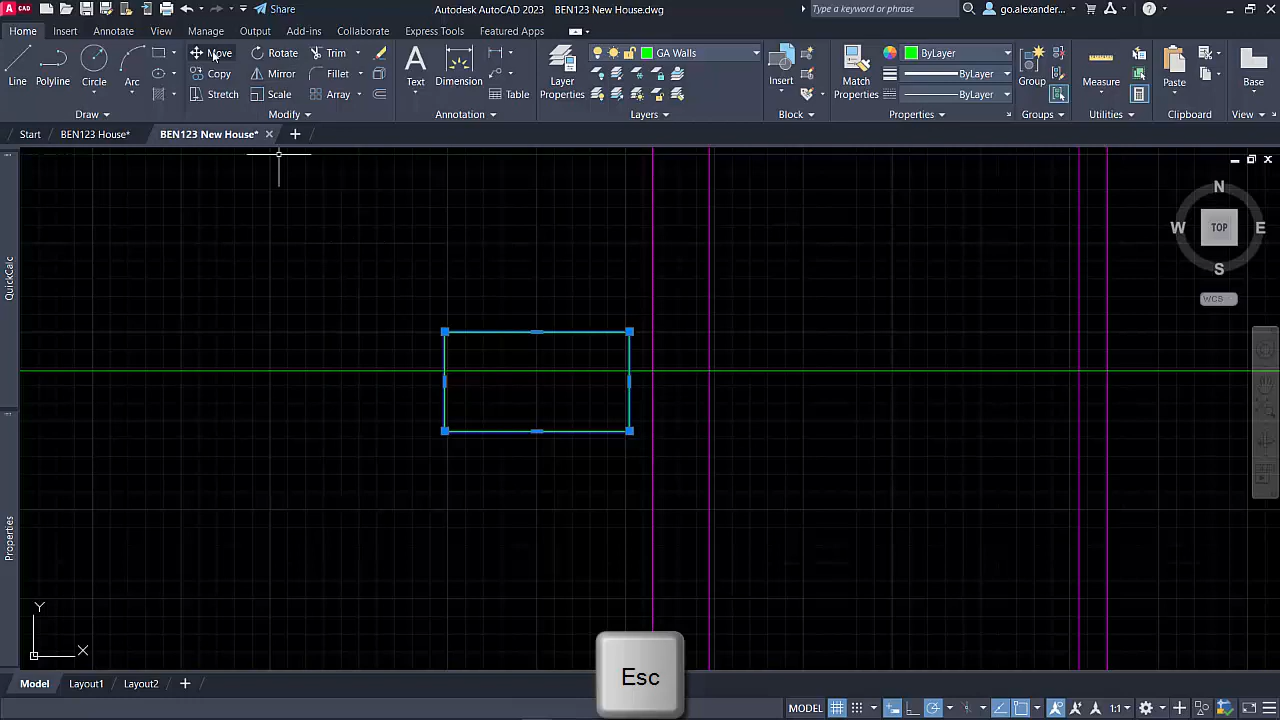 CAD
Share
Autodesk AutoCAD 2023
BEN123 New House.dwg
Type a keyword or phrase
go.alexander...
Home
Insert
Annotate
View
Manage
Output
Add-ins
Collaborate
Express Tools
Featured Apps
Line
Polyline
Circle
Arc
Move
Rotate
Trim
Copy
Mirror
Fillet
Stretch
Scale
Array
Text
Dimension
Table
Layer
Properties
GA Walls
Insert
Match
Properties
ByLayer
ByLayer
ByLayer
Group
Measure
Paste
Base
Draw
Modify
Annotation
Layers
Block
Properties
Groups
Utilities
Clipboard
View
Start
BEN123 House*
BEN123 New House*
N
W
TOP
E
S
WCS
QuickCalc
Properties
Y
X
Esc
Model
Layout1
Layout2
MODEL
1:1